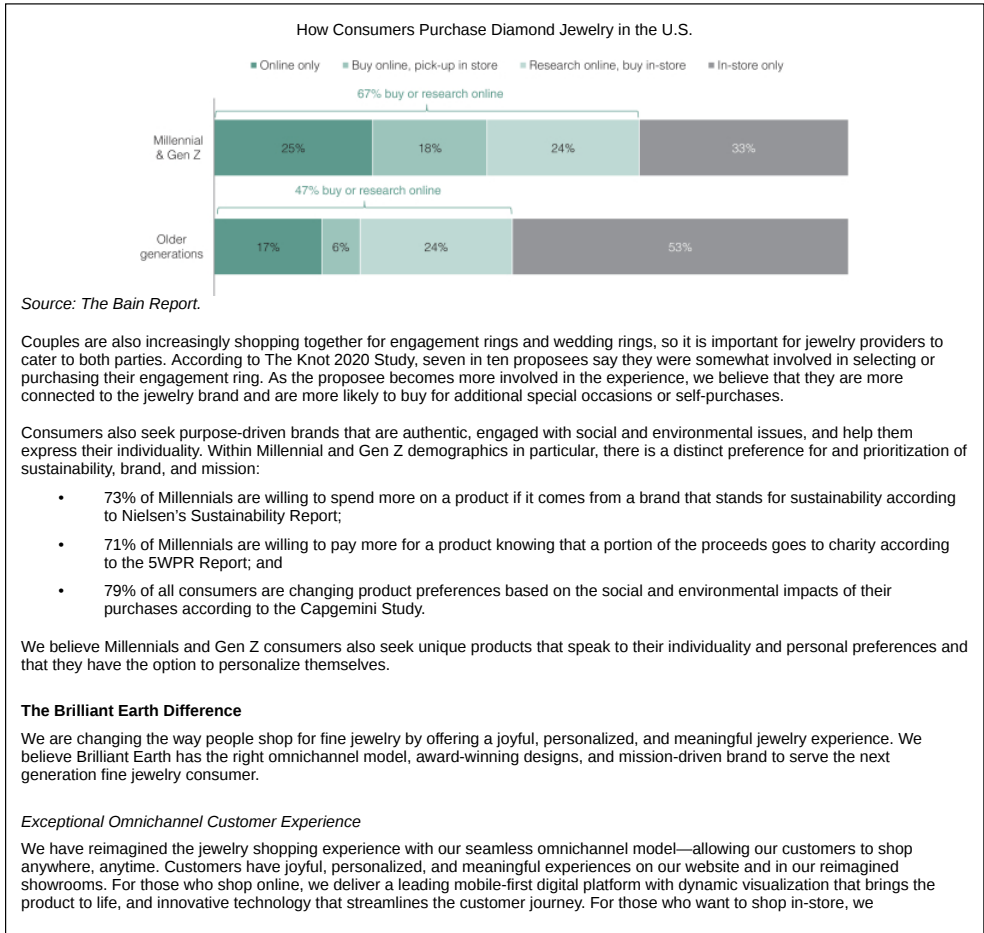 How Consumers Purchase Diamond Jewelry in the U.S.
Online only Buy online, pick-up in store Research online, buy in-store In-store only
67% buy or research online
Millennial
& Gen Z
25% 18% 24% 33%
47% buy or research online
Older
generations
17% 6% 24% 53%
Source: The Bain Report.
Couples are also increasingly shopping together for engagement rings and wedding rings, so it is important for jewelry providers to
cater to both parties. According to The Knot 2020 Study, seven in ten proposees say they were somewhat involved in selecting or
purchasing their engagement ring. As the proposee becomes more involved in the experience, we believe that they are more
connected to the jewelry brand and are more likely to buy for additional special occasions or self-purchases.
Consumers also seek purpose-driven brands that are authentic, engaged with social and environmental issues, and help them
express their individuality. Within Millennial and Gen Z demographics in particular, there is a distinct preference for and prioritization of
sustainability, brand, and mission:
• 73% of Millennials are willing to spend more on a product if it comes from a brand that stands for sustainability according
to Nielsen’s Sustainability Report;
• 71% of Millennials are willing to pay more for a product knowing that a portion of the proceeds goes to charity according
to the 5WPR Report; and
• 79% of all consumers are changing product preferences based on the social and environmental impacts of their
purchases according to the Capgemini Study.
We believe Millennials and Gen Z consumers also seek unique products that speak to their individuality and personal preferences and
that they have the option to personalize themselves.
The Brilliant Earth Difference
We are changing the way people shop for fine jewelry by offering a joyful, personalized, and meaningful jewelry experience. We
believe Brilliant Earth has the right omnichannel model, award-winning designs, and mission-driven brand to serve the next
generation fine jewelry consumer.
Exceptional Omnichannel Customer Experience
We have reimagined the jewelry shopping experience with our seamless omnichannel model—allowing our customers to shop
anywhere, anytime. Customers have joyful, personalized, and meaningful experiences on our website and in our reimagined
showrooms. For those who shop online, we deliver a leading mobile-first digital platform with dynamic visualization that brings the
product to life, and innovative technology that streamlines the customer journey. For those who want to shop in-store, we